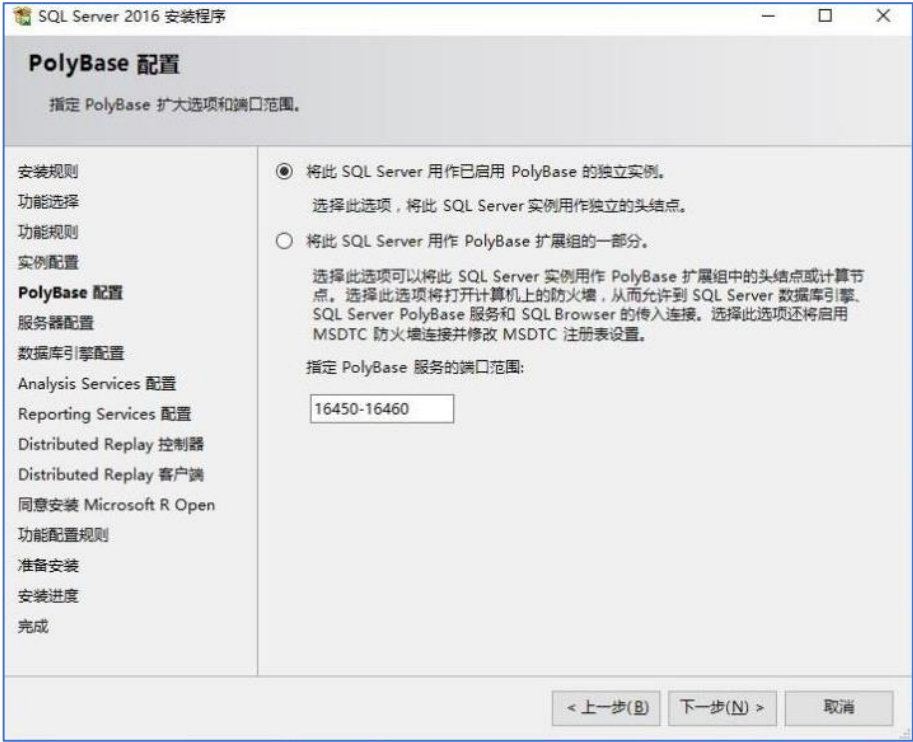 SQL Server 2016 安装程序
PolyBase 配置
指定 PolyBase 扩大选项和端口范围。
安装规则
功能选择
功能规则
实例配置
PolyBase 配置
服务器配置
数据库引擎配置
Analysis Services 配置
Reporting Services 配置
Distributed Replay 控制器
Distributed Replay 客户端
同意安装 Microsoft R Open
功能配置规则
准备安装
安装进度
完成
将此 SQL Server 用作已启用 PolyBase 的独立实例。
选择此选项，将此 SQL Server 实例用作独立的头结点。
将此 SQL Server 用作 PolyBase 扩展组的一部分。
选择此选项可以将此 SQL Server 实例用作 PolyBase 扩展组中的头结点或计算节
点。选择此选项将打开计算机上的防火墙，从而允许到 SQL Server 数据库引擎、
SQL Server PolyBase 服务和 SQL Browser 的传入连接。选择此选项还将启用
MSDTC 防火墙连接并修改 MSDTC 注册表设置。
指定 PolyBase 服务的端口范围:
16450-16460
< 上一步(B)
下一步(N) >
取消